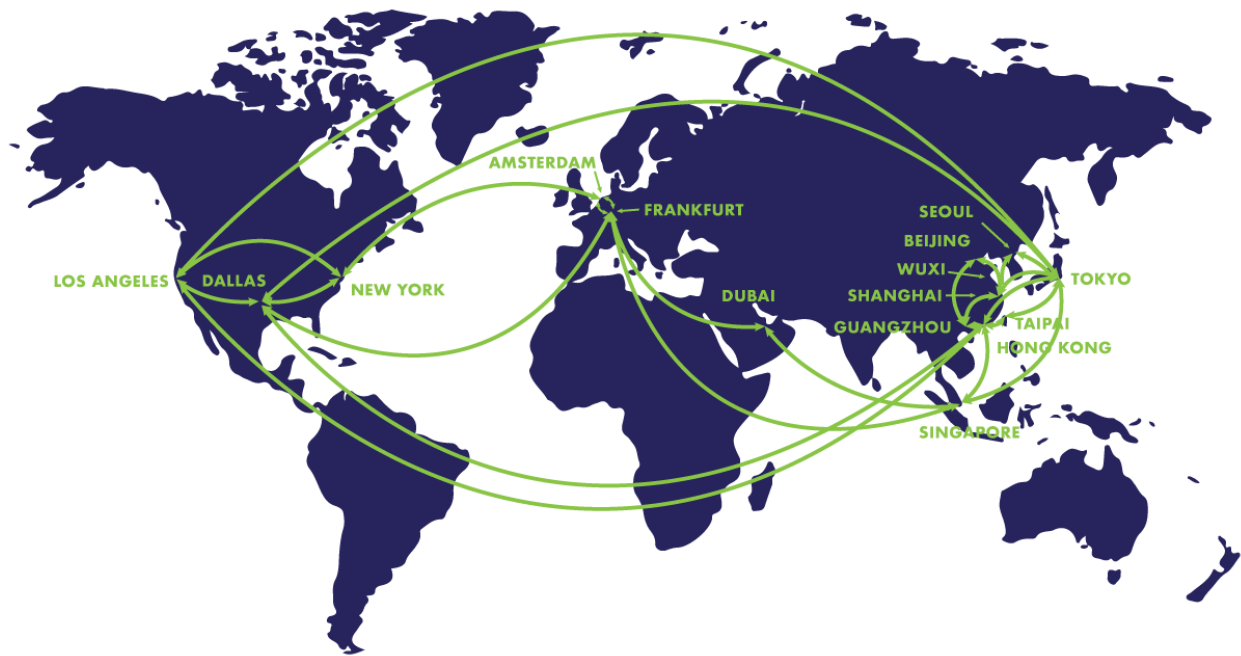 AMSTERDAM
FRANKFURT
SEOUL
BEIJING
WUXI
LOS ANGELES
DALLAS
NEW YORK
TOKYO
SHANGHAI
DUBAI
GUANGZHOU
TAIPAI
HONG KONG
SINGAPORE